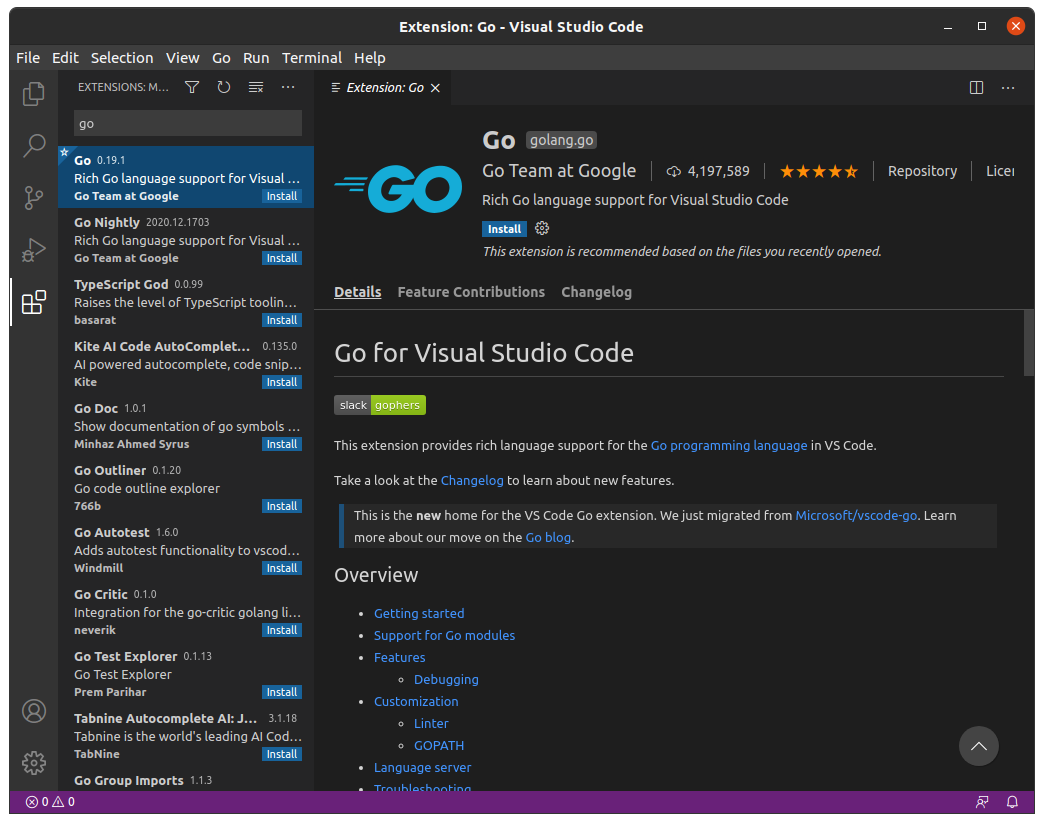 Extension: Go - Visual Studio Code
File Edit Selection View Go Run Terminal Help
EXTENSIONS: M...
go
Go 0.19.1
Rich Go language support for Visual ...
Go Team at Google Install
Go Nightly 2020.12.1703
Rich Go language support for Visual ...
Go Team at Google Install
TypeScript God 0.0.99
Raises the level of TypeScript toolin...
basarat Install
Kite AI Code AutoComplet... 0.135.0
AI powered autocomplete, code snip...
Kite Install
Go Doc 1.0.1
Show documentation of go symbols ...
Minhaz Ahmed Syrus Install
Go Outliner 0.1.20
Go code outline explorer
766b Install
Go Autotest 1.6.0
Adds autotest functionality to vscod...
Windmill Install
Go Critic 0.1.0
Integration for the go-critic golang li...
neverik Install
Go Test Explorer 0.1.13
Go Test Explorer
Prem Parihar Install
Tabnine Autocomplete AI: J... 3.1.18
Tabnine is the world's leading AI Cod...
TabNine Install
Go Group Imports 1.1.3
Extension: Go
GO
Go golang.go
Go Team at Google 4,197,589 Repository Licer
Rich Go language support for Visual Studio Code
Install
This extension is recommended based on the files you recently opened.
Details Feature Contributions Changelog
Go for Visual Studio Code
slack gophers
This extension provides rich language support for the Go programming language in VS Code.
Take a look at the Changelog to learn about new features.
This is the new home for the VS Code Go extension. We just migrated from Microsoft/vscode-go. Learn
more about our move on the Go blog.
Overview
Getting started
Support for Go modules
Features
Debugging
Customization
Linter
GOPATH
Language server
Troubleshooting
0 0